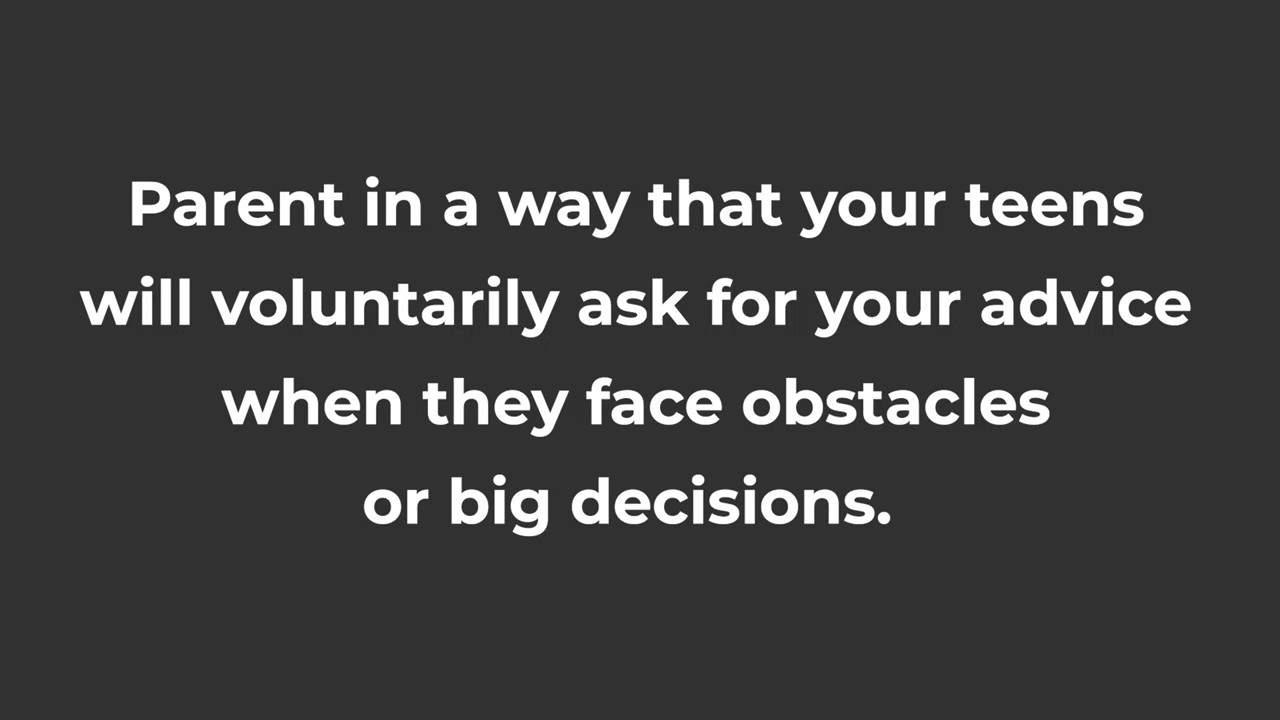 Parent in a way that your teens
will voluntarily ask for your advice
when they face obstacles
or big decisions.